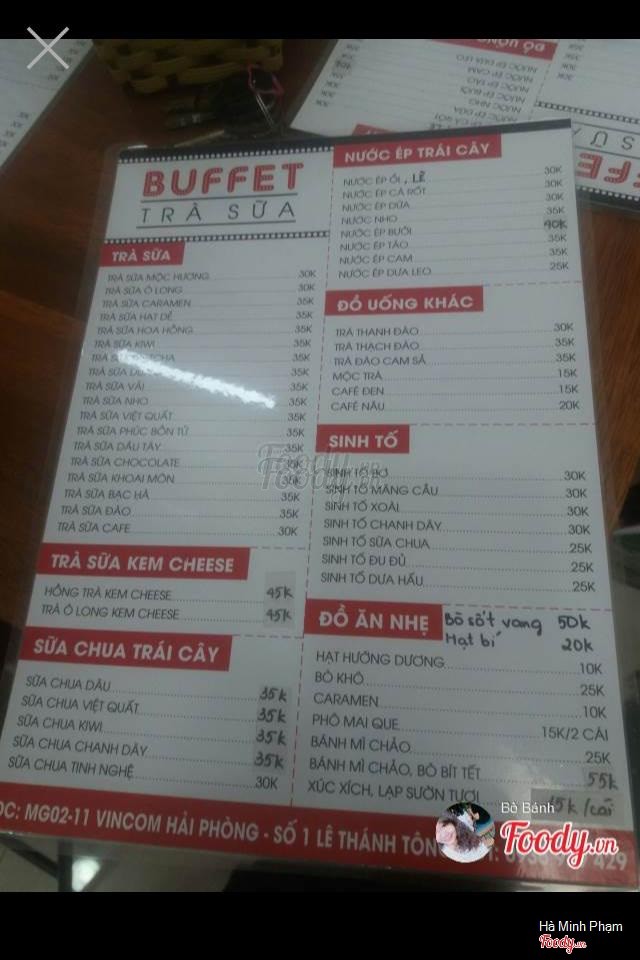 BUFFET
TRÀ SỮA
TRÀ SỮA
TRÀ SỮA MỘC HƯƠNG 30K
TRÀ SỮA Ô LONG 30K
TRÀ SỮA CARAMEN 35K
TRÀ SỮA HẠT DẺ 35K
TRÀ SỮA HOA HỒNG 35K
TRÀ SỮA KIWI 35K
TRÀ SỮA 35K
TRÀ SỮA 35K
TRÀ SỮA VẢI 35K
TRÀ SỮA NHO 35K
TRÀ SỮA VIỆT QUẤT 35K
TRÀ SỮA PHÚC BỒN TỬ 35K
TRÀ SỮA DÂU TÂY 35K
TRÀ SỮA CHOCOLATE
TRÀ SỮA KHOAI MÔN 35K
TRÀ SỮA BẠC HÀ 35K
TRÀ SỮA ĐÀO 35K
TRÀ SỮA CAFE 30K
TRÀ SỮA KEM CHEESE
HỒNG TRÀ KEM CHEESE 45K
TRÀ Ô LONG KEM CHEESE 45K
SỮA CHUA TRÁI CÂY
SỮA CHUA DÂU 35K
SỮA CHUA VIỆT QUẤT 35K
SỮA CHUA KIWI 35K
SỮA CHUA CHANH DÂY 35K
SỮA CHUA TINH NGHỆ 30K
NƯỚC ÉP TRÁI CÂY
NƯỚC ÉP ỔI, LÊ 30K
NƯỚC ÉP CÀ RỐT 30K
NƯỚC ÉP DỨA 30K
NƯỚC NHO 35K
NƯỚC ÉP BƯỞI 40K
NƯỚC ÉP TÁO 35K
NƯỚC ÉP CAM 35K
NƯỚC ÉP DƯA LEO 25K
ĐỒ UỐNG KHÁC
TRÀ THANH ĐÀO 30K
TRÀ THẠCH ĐÀO 35K
TRÀ ĐÀO CAM SẢ 35K
MỘC TRÀ 15K
CAFÉ ĐEN 15K
CAFÉ NÂU 20K
SINH TỐ
SINH TỐ BƠ 30K
SINH TỐ MÃNG CẦU 30K
SINH TỐ XOÀI 30K
SINH TỐ CHANH DÂY 30K
SINH TỐ SỮA CHUA 25K
SINH TỐ ĐU ĐỦ 25K
SINH TỐ DƯA HẤU 25K
ĐỒ ĂN NHẸ
Bò sốt vang 50k
Hạt bí 20k
HẠT HƯỚNG DƯƠNG 10K
BÒ KHÔ 25K
CARAMEN 10K
PHÔ MAI QUE 15K/2 CÁI
BÁNH MÌ CHẢO 25K
BÁNH MÌ CHẢO, BÒ BÍT TẾT 55k
XÚC XÍCH, LẠP SƯỜN TƯƠI 15k/cái
ĐC: MG02-11 VINCOM HẢI PHÒNG - SỐ 1 LÊ THÁNH TÔN
429
Foody.vn
Bò Bánh
Foody.vn
Hà Minh Phạm
Foody.vn